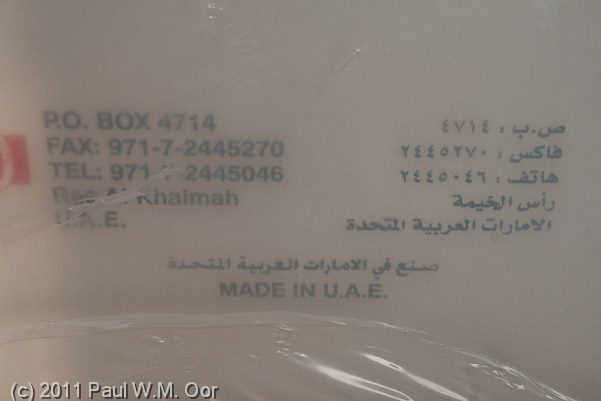 P.O. BOX 4714
FAX: 971-7-2445270
TEL: 971-7-2445046
Ras Al Khaimah
U.A.E.
ص.ب : ٤٧١٤
فاكس : ٢٤٤٥٢٧٠
هاتف : ٢٤٤٥٠٤٦
رأس الخيمة
الامارات العربية المتحدة
صنع في الامارات العربية المتحدة
MADE IN U.A.E.
(c) 2011 Paul W.M. Oor